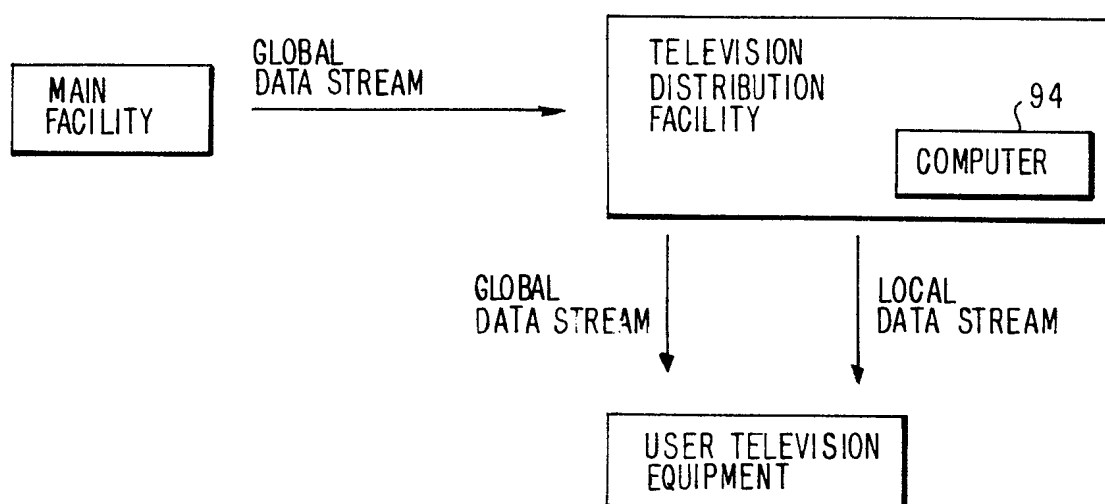 MAIN
FACILITY
GLOBAL
DATA STREAM
TELEVISION
DISTRIBUTION
FACILITY
94
COMPUTER
GLOBAL
DATA STREAM
LOCAL
DATA STREAM
USER TELEVISION
EQUIPMENT